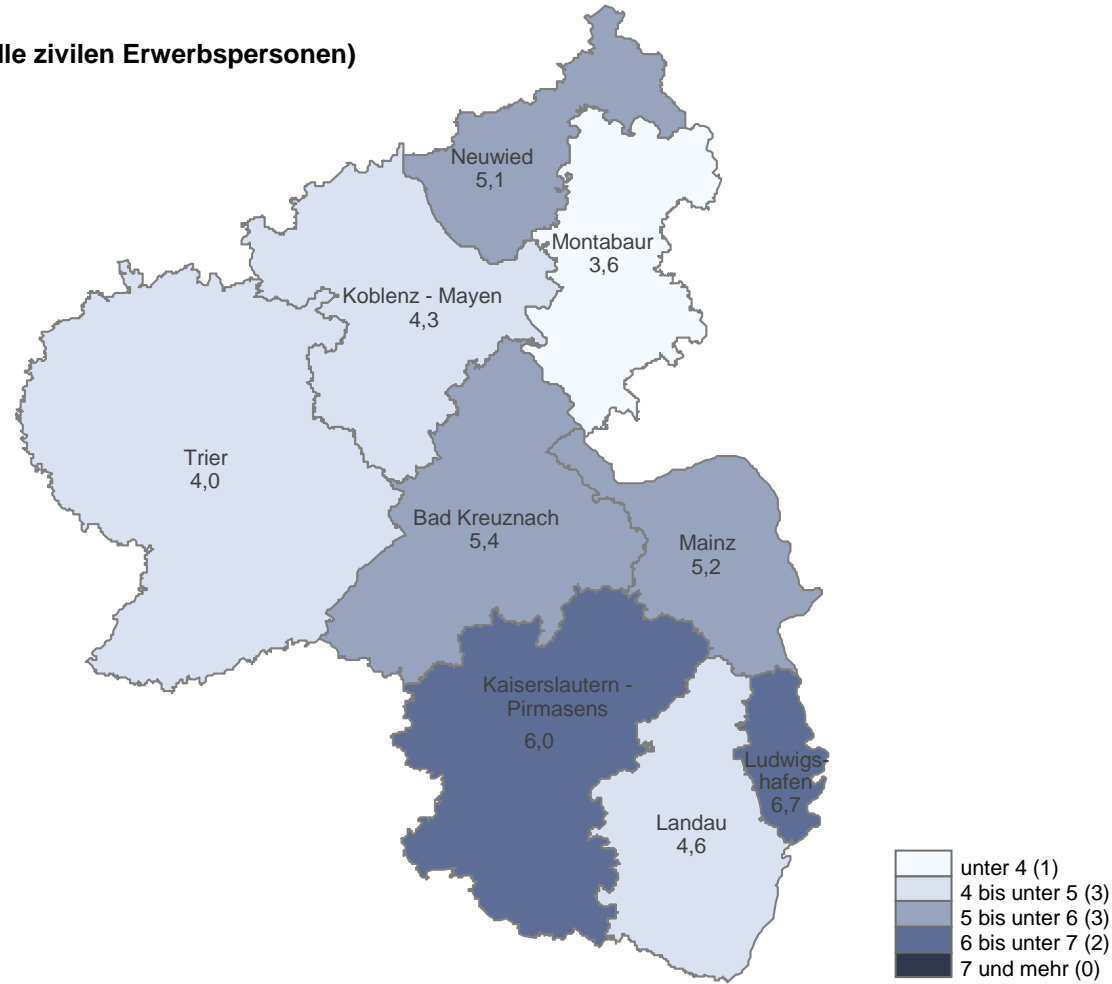 lle zivilen Erwerbspersonen)
Neuwied
5,1
Montabaur
3,6
Koblenz - Mayen
4,3
Trier
4,0
Bad Kreuznach
5,4
Mainz
5,2
Kaiserslautern -
Pirmasens
6,0
Ludwigs-
hafen
6,7
Landau
4,6
unter 4 (1)
4 bis unter 5 (3)
5 bis unter 6 (3)
6 bis unter 7 (2)
7 und mehr (0)